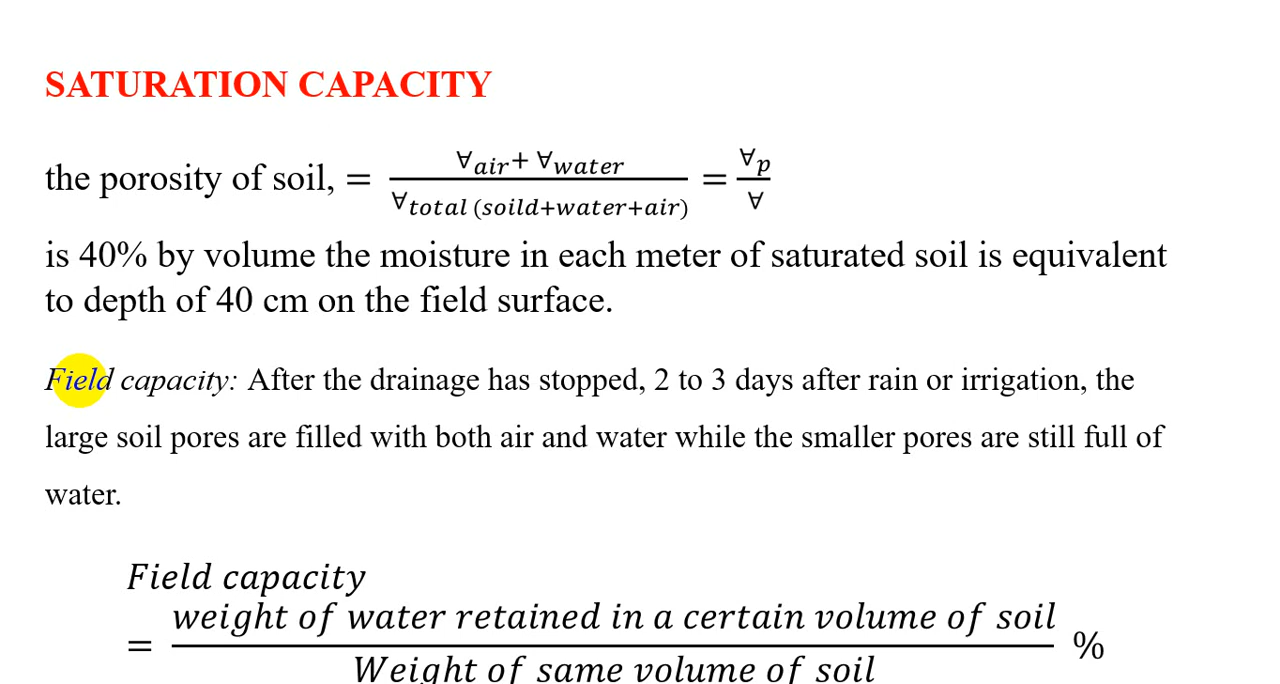 SATURATION CAPACITY
the porosity of soil, = ∀air+ ∀water / ∀total (soild+water+air) = ∀p / ∀
is 40% by volume the moisture in each meter of saturated soil is equivalent
to depth of 40 cm on the field surface.
Field capacity: After the drainage has stopped, 2 to 3 days after rain or irrigation, the
large soil pores are filled with both air and water while the smaller pores are still full of
water.
Field capacity
= weight of water retained in a certain volume of soil / Weight of same volume of soil %